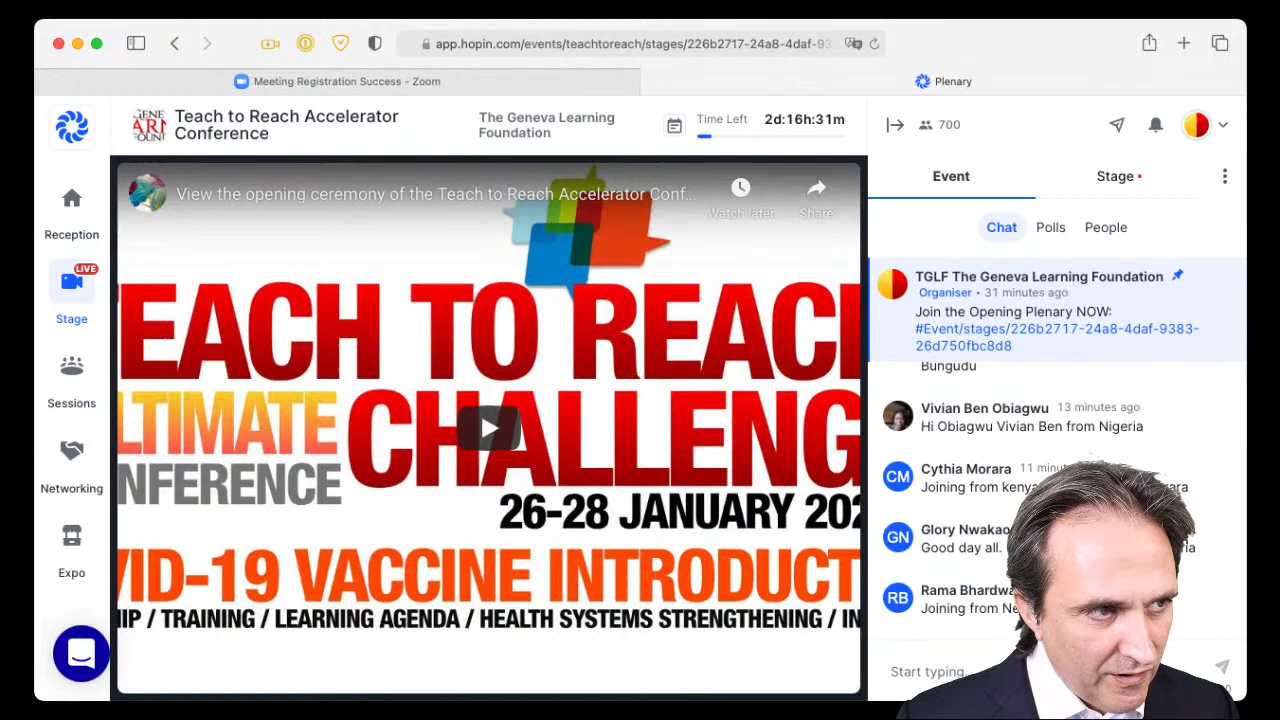 app.hopin.com/events/teachtoreach/stages/226b2717-24a8-4daf-93
Meeting Registration Success - Zoom
Plenary
Teach to Reach Accelerator
Conference
The Geneva Learning
Foundation
Time Left
2d:16h:31m
700
Reception
LIVE
Stage
Sessions
Networking
Expo
View the opening ceremony of the Teach to Reach Accelerator Conf...
Watch later
Share
EACH TO REACH
LTIMATE
CHALLENG
NFERENCE
26-28 JANUARY 202
VID-19 VACCINE INTRODUCT
HIP / TRAINING / LEARNING AGENDA / HEALTH SYSTEMS STRENGTHENING / IN
Event
Stage
Chat
Polls
People
TGLF The Geneva Learning Foundation
Organiser • 31 minutes ago
Join the Opening Plenary NOW:
#Event/stages/226b2717-24a8-4daf-9383-
26d750fbc8d8
Bungudu
Vivian Ben Obiagwu 13 minutes ago
Hi Obiagwu Vivian Ben from Nigeria
CM
Cythia Morara 11
Joining from kenya
GN
Glory Nwakao
Good day all.
RB
Rama Bhardwa
Joining from
Start typing